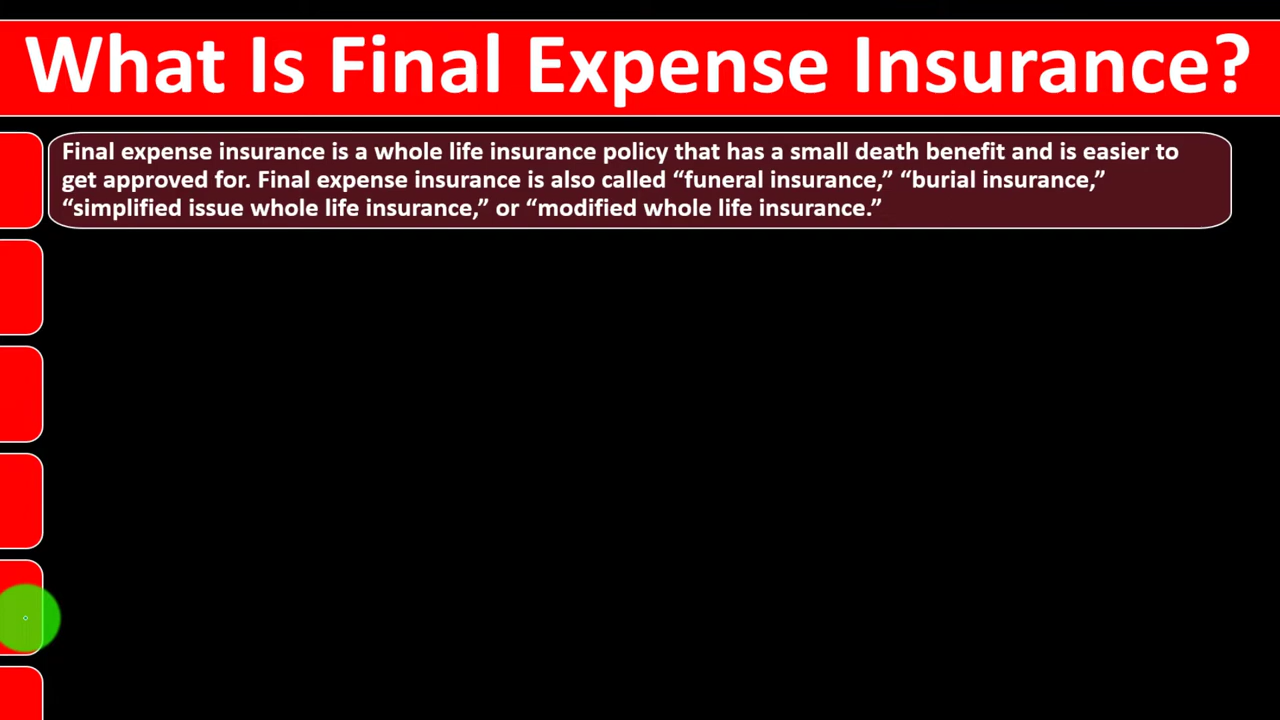 What Is Final Expense Insurance?
Final expense insurance is a whole life insurance policy that has a small death benefit and is easier to
get approved for. Final expense insurance is also called “funeral insurance,” “burial insurance,”
“simplified issue whole life insurance,” or “modified whole life insurance.”